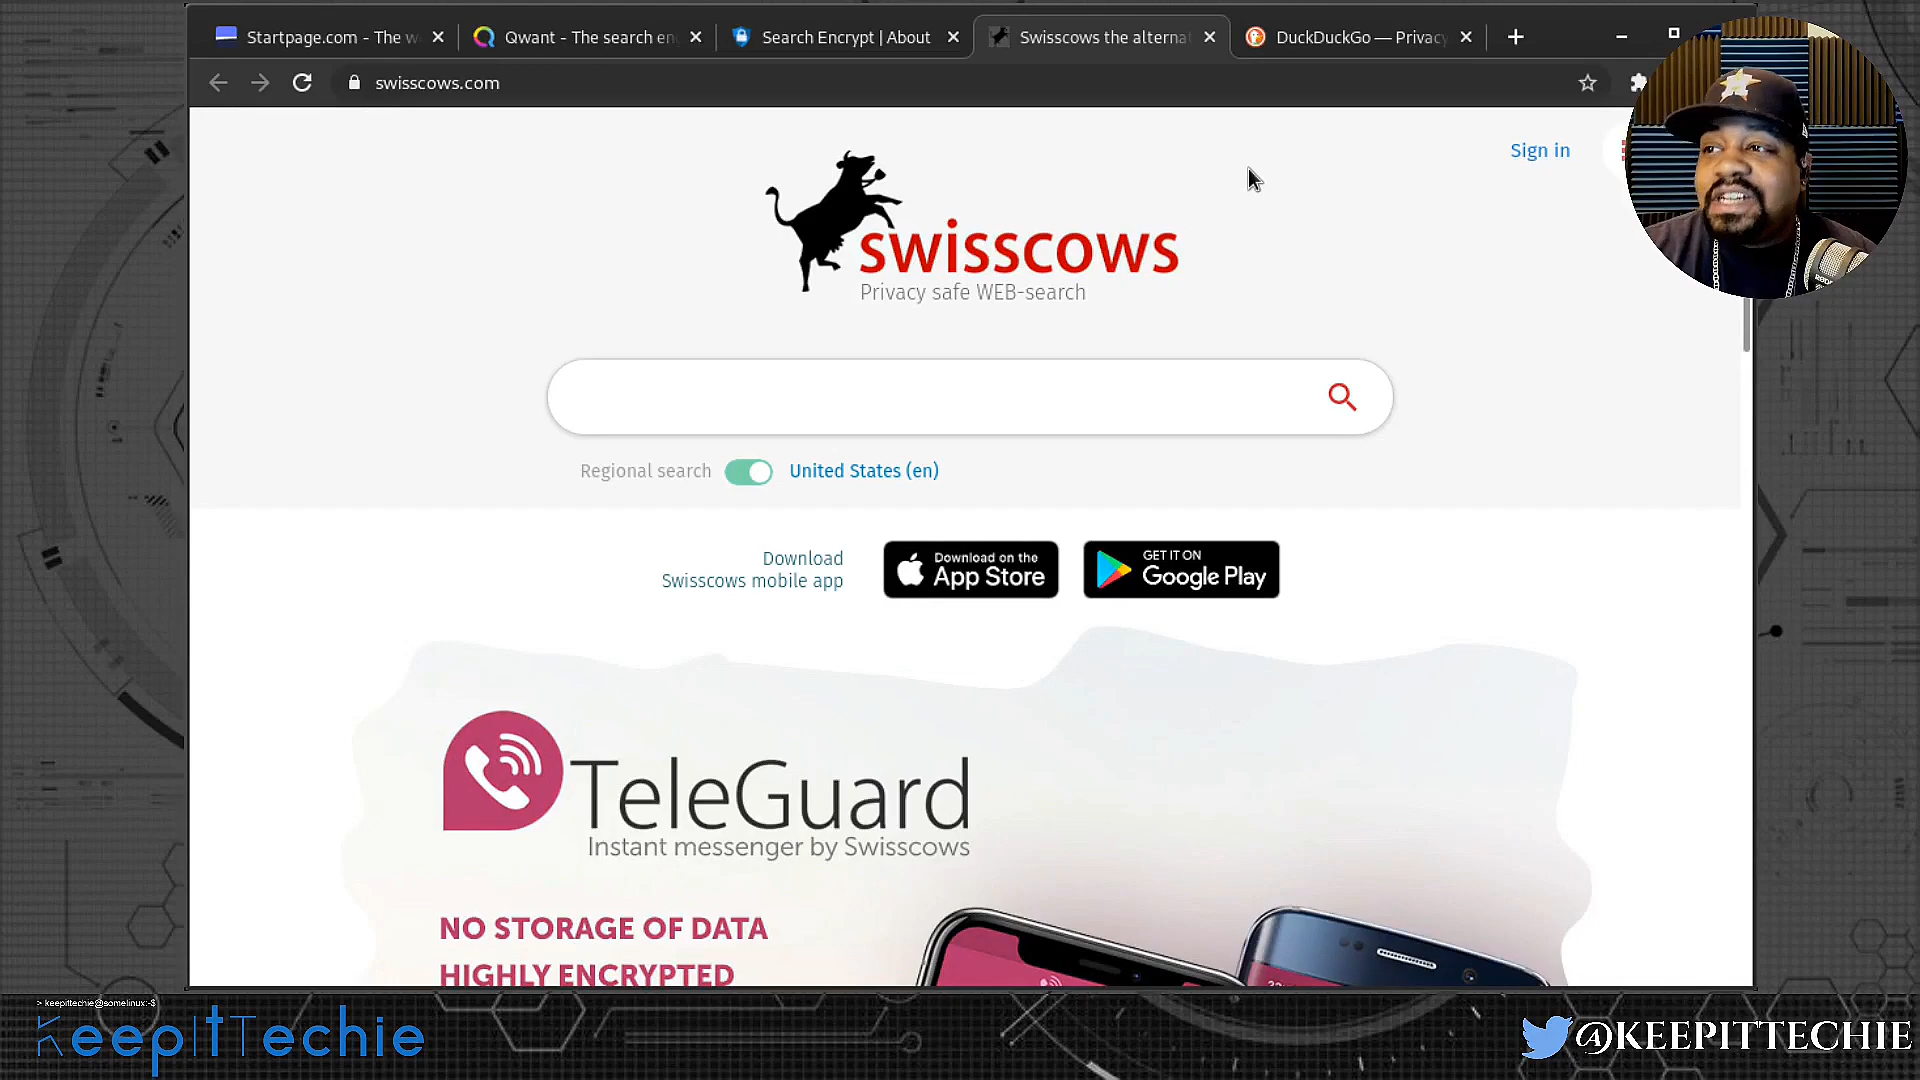 Startpage.com - The w
Qwant - The search en
Search Encrypt | About
Swisscows the alternat
DuckDuckGo — Privacy
swisscows.com
Sign in
swisscows
Privacy safe WEB-search
Regional search
United States (en)
Download
Swisscows mobile app
Download on the
App Store
GET IT ON
Google Play
TeleGuard
Instant messenger by Swisscows
NO STORAGE OF DATA
HIGHLY ENCRYPTED
> keepittechie@somelinux:~$
KeepItTechie
@KEEPITTECHIE